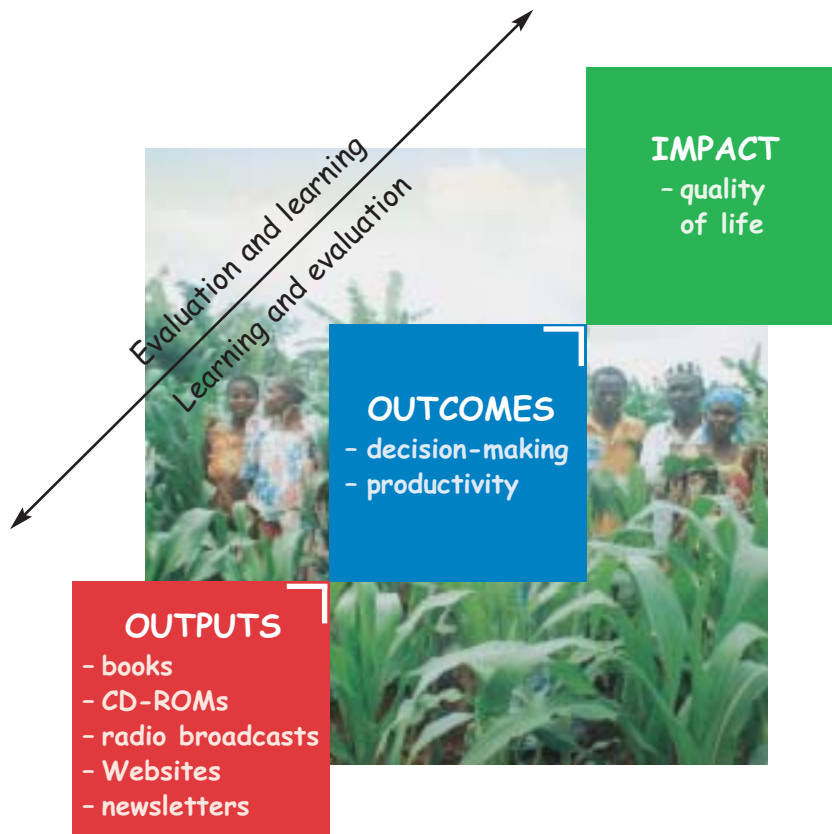 Evaluation and learning
Learning and evaluation
IMPACT
– quality
of life
OUTCOMES
– decision-making
– productivity
OUTPUTS
– books
– CD-ROMs
– radio broadcasts
– Websites
– newsletters